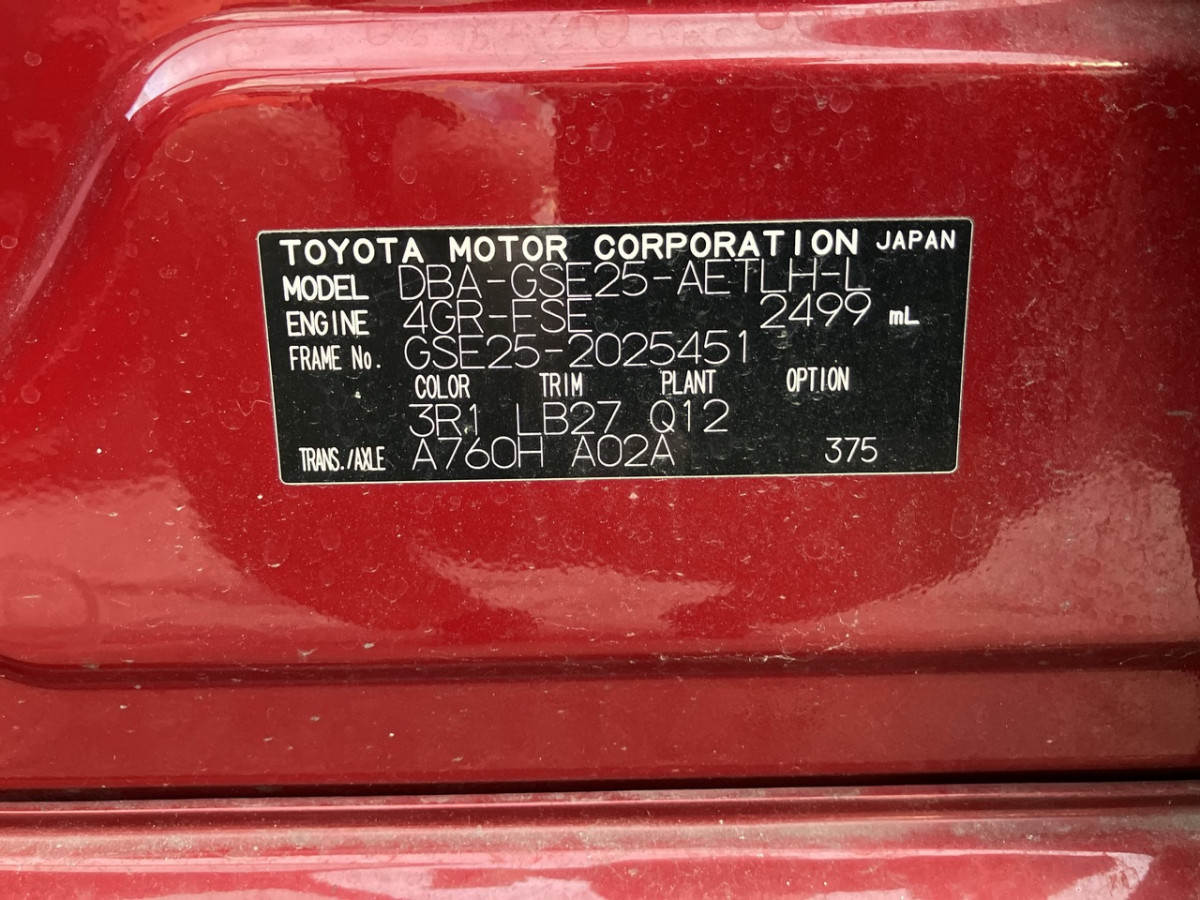 TOYOTA MOTOR CORPORATION JAPAN
MODEL DBA-GSE25-AETLH-L
ENGINE 4GR-FSE 2499 mL
FRAME No. GSE25-2025451
COLOR TRIM PLANT OPTION
3R1 LB27 Q12
TRANS./AXLE A760H A02A 375